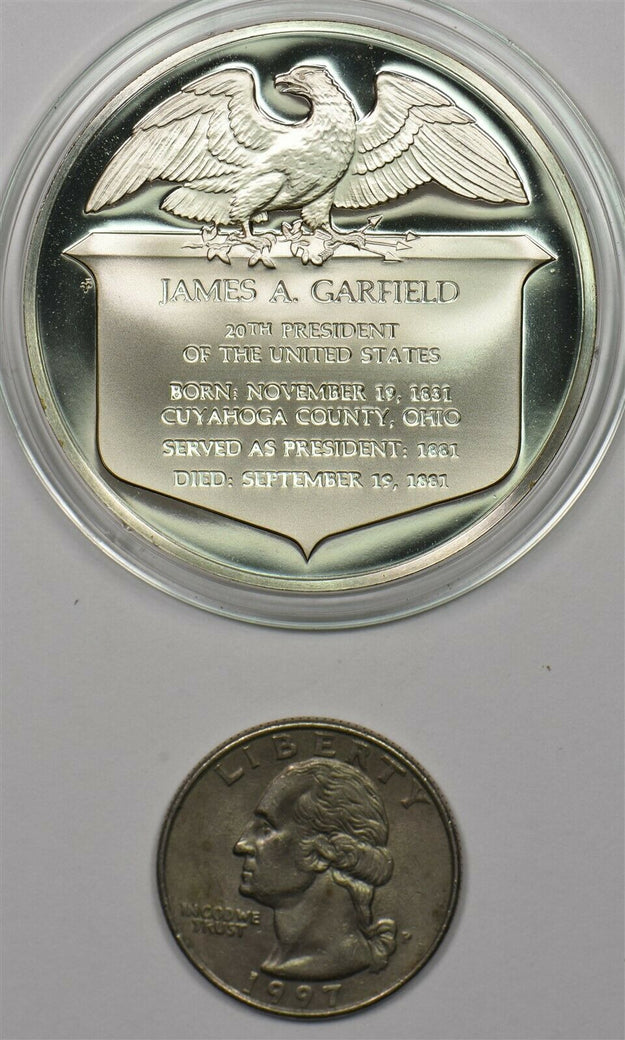 JAMES A. GARFIELD
20TH PRESIDENT
OF THE UNITED STATES
BORN: NOVEMBER 19, 1831
CUYAHOGA COUNTY, OHIO
SERVED AS PRESIDENT: 1881
DIED: SEPTEMBER 19, 1881
LIBERTY
IN GOD WE
TRUST
P
1997